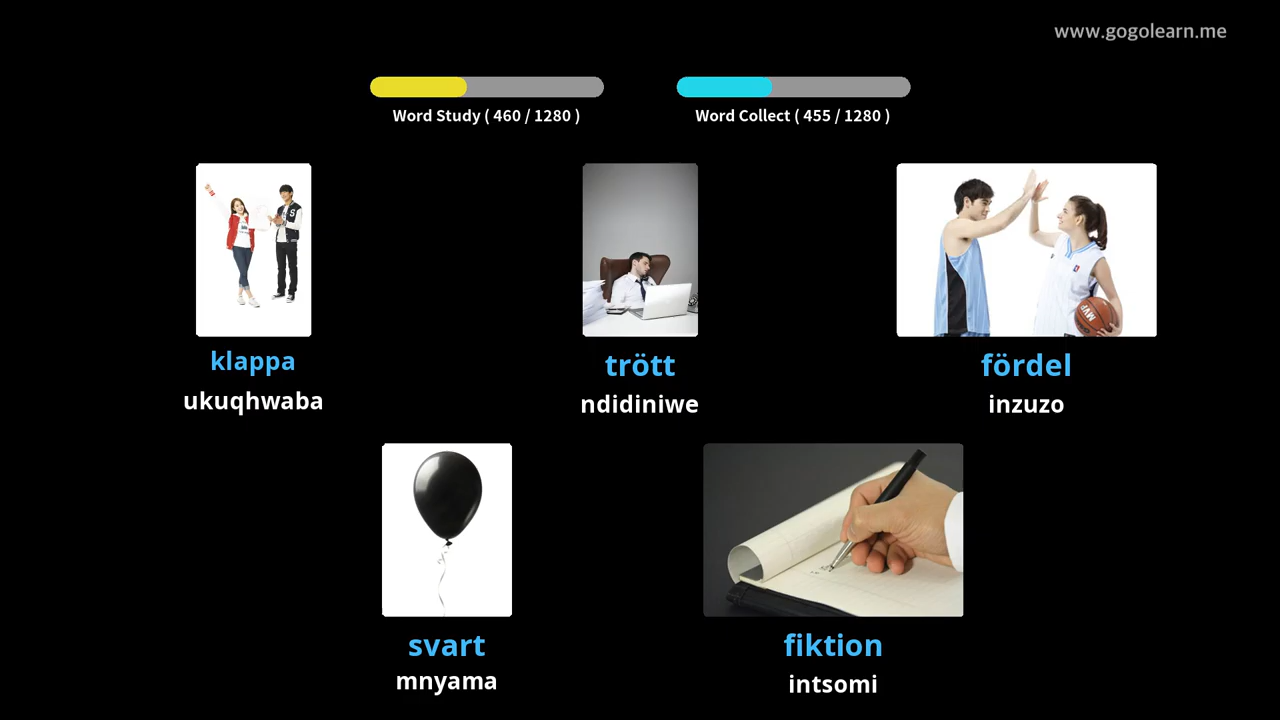 www.gogolearn.me
Word Study ( 460 / 1280 )
Word Collect ( 455 / 1280 )
klappa
ukuqhwaba
trött
ndidiniwe
fördel
inzuzo
svart
mnyama
fiktion
intsomi